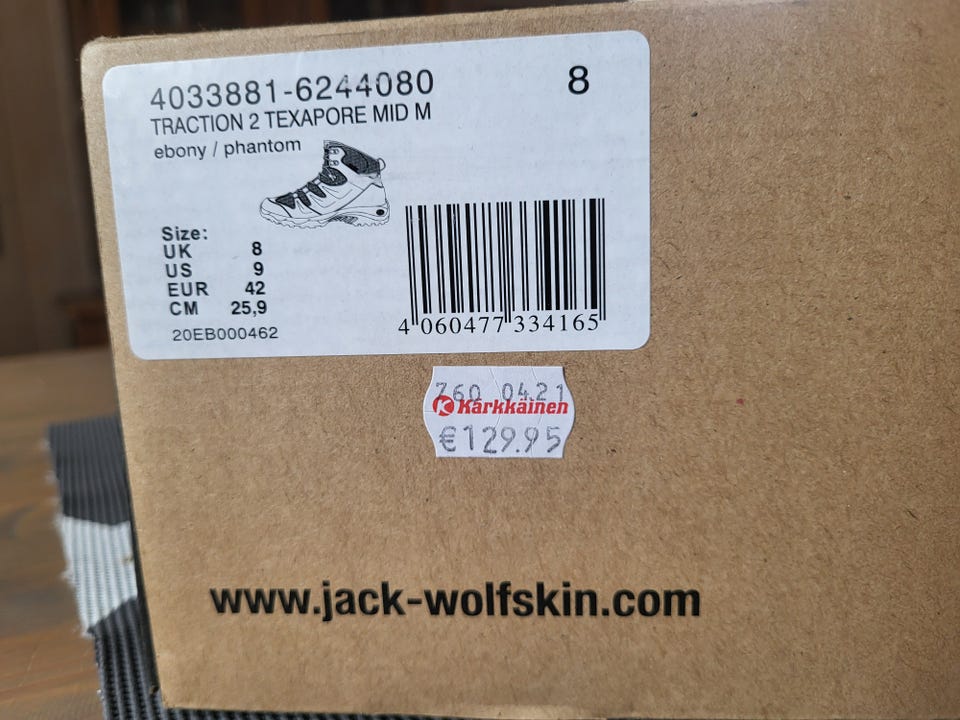 4033881-6244080 8
TRACTION 2 TEXAPORE MID M
ebony / phantom
Size:
UK 8
US 9
EUR 42
CM 25,9
20EB000462
4 060477 334165
760 04.21
K Kärkkäinen
€129.95
www.jack-wolfskin.com